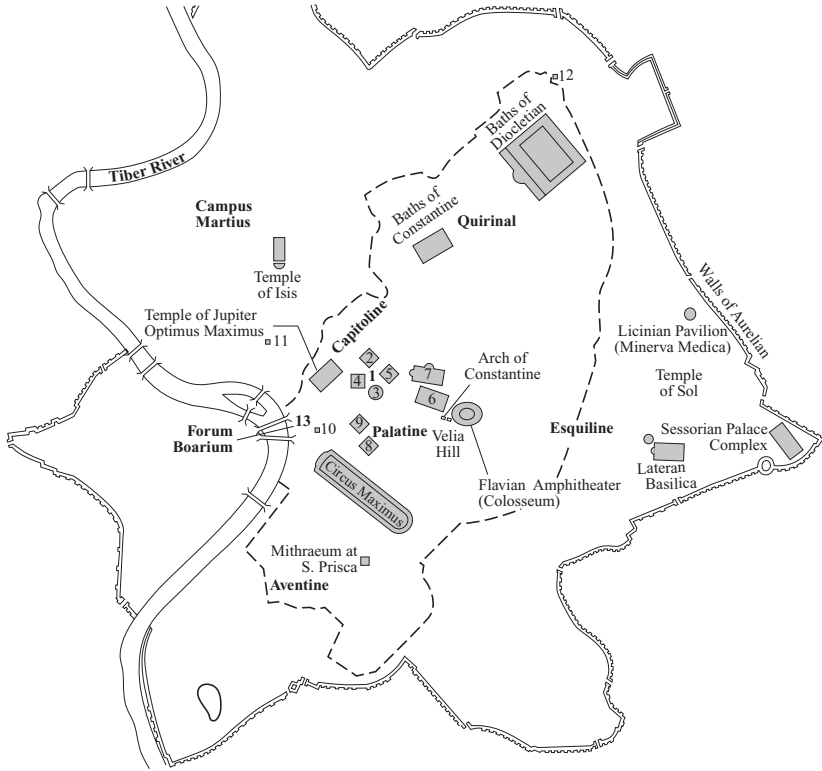 12
Baths of
Diocletian
Tiber River
Campus
Martius
Baths of
Constantine
Quirinal
Temple
of Isis
Walls of Aurelian
Temple of Jupiter
Optimus Maximus
11
Capitoline
Licinian Pavilion
(Minerva Medica)
Arch of
Constantine
Temple
of Sol
2
1
5
7
4
3
6
13
10
9
8
Palatine
Velia
Hill
Esquiline
Forum
Boarium
Sessorian Palace
Complex
Lateran
Basilica
Flavian Amphitheater
(Colosseum)
Circus Maximus
Mithraeum at
S. Prisca
Aventine